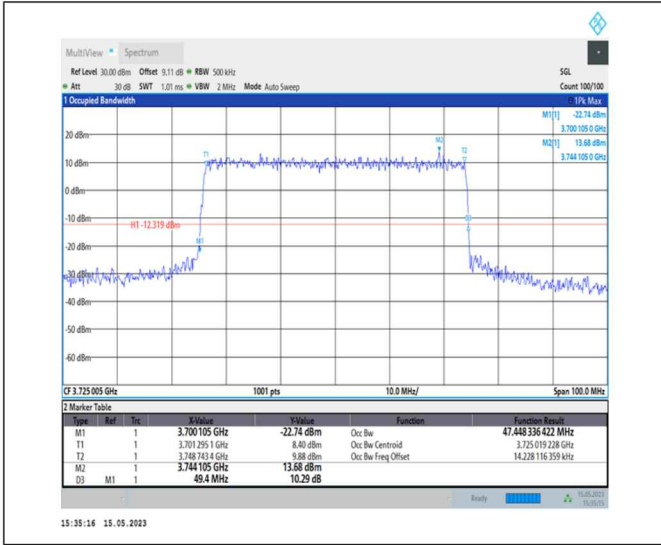 MultiView Spectrum
Ref Level 30.00 dBm Offset 9.11 dB RBW 500 kHz SGL
Att 30 dB SWT 1.01 ms VBW 2 MHz Mode Auto Sweep Count 100/100
1 Occupied Bandwidth 1Pk Max
M1[1] -22.74 dBm
3.700 105 0 GHz
M2[1] 13.68 dBm
3.744 105 0 GHz
20 dBm
M2
T1 T2
10 dBm
0 dBm
-10 dBm
D3
H1 -12.319 dBm
M1
-30 dBm
-40 dBm
-50 dBm
-60 dBm
CF 3.725 005 GHz 1001 pts 10.0 MHz/ Span 100.0 MHz
2 Marker Table
Type Ref Trc X-Value Y-Value Function Function Result
M1 1 3.700 105 GHz -22.74 dBm Occ Bw 47.448 336 422 MHz
T1 1 3.701 295 1 GHz 8.40 dBm Occ Bw Centroid 3.725 019 228 GHz
T2 1 3.748 743 4 GHz 9.88 dBm Occ Bw Freq Offset 14.228 116 359 kHz
M2 1 3.744 105 GHz 13.68 dBm
D3 M1 1 49.4 MHz 10.29 dB
Ready 15.05.2023
15:35:15
15:35:16 15.05.2023